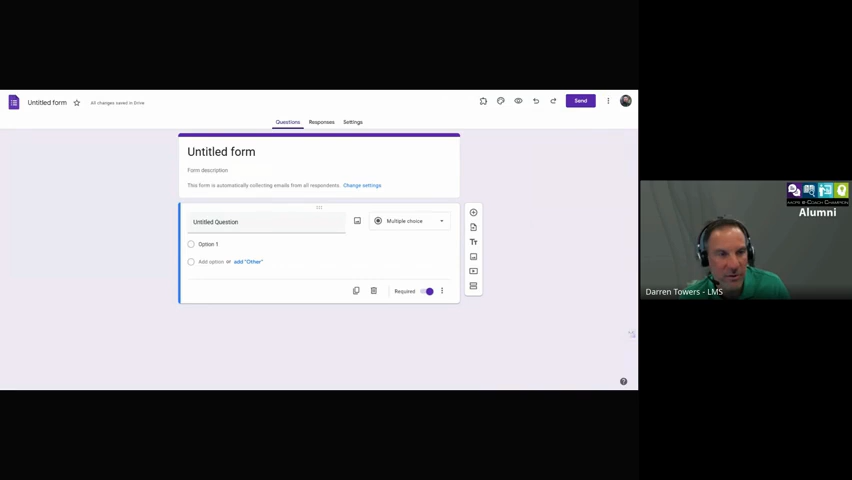 Untitled form
All changes saved in Drive
Send
Questions
Responses
Settings
Untitled form
Form description
This form is automatically collecting emails from all respondents.
Change settings
Untitled Question
Multiple choice
Option 1
Add option or add "Other"
Required
Tт
Alumni
Darren Towers - LMS